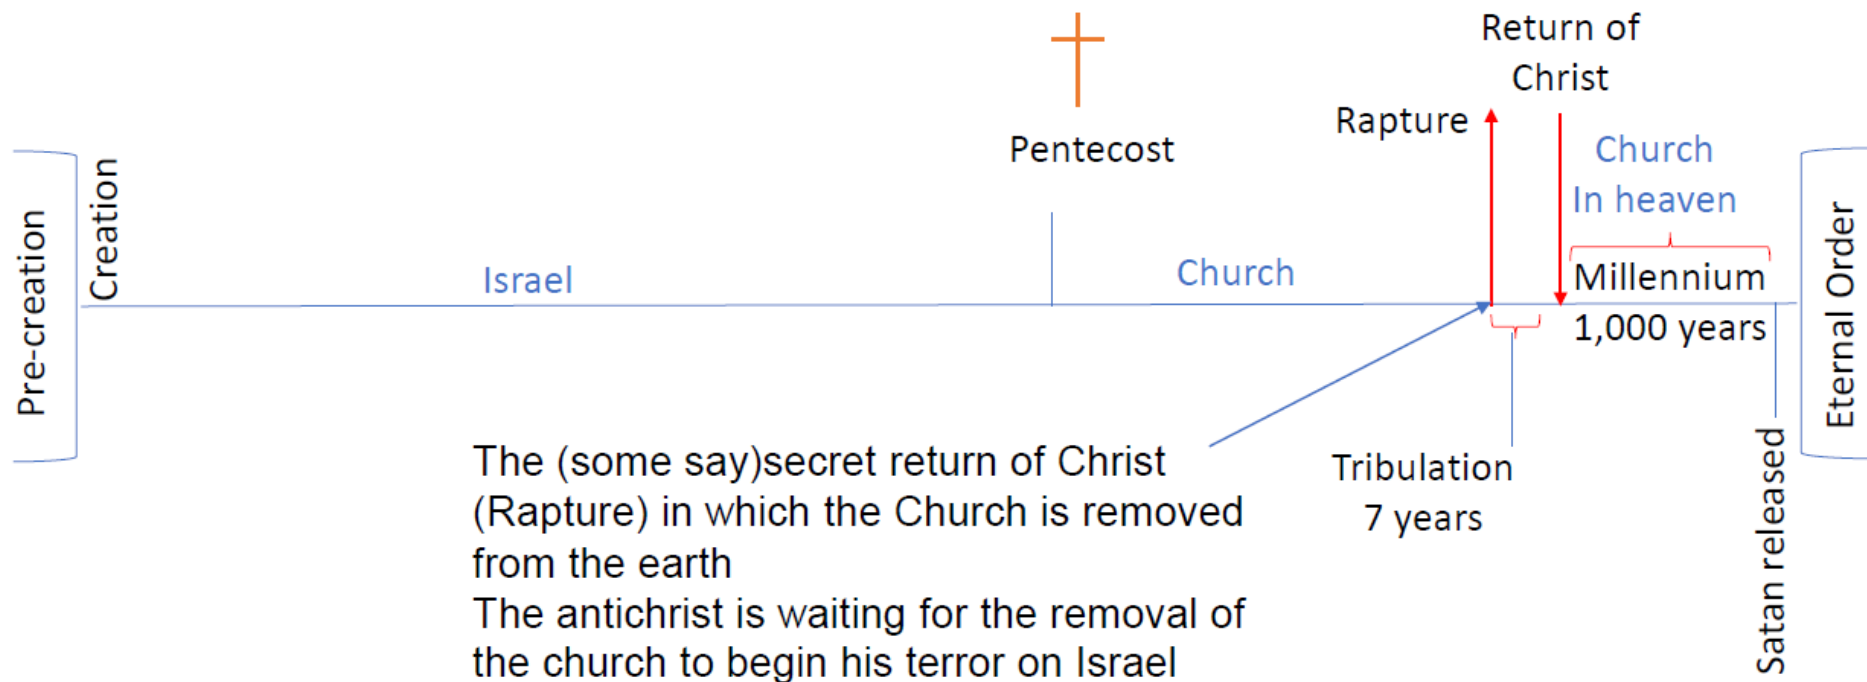 Return of
Christ
Rapture
Pentecost
Church
In heaven
Pre-creation
Creation
Israel
Church
Millennium
1,000 years
Eternal Order
The (some say)secret return of Christ
(Rapture) in which the Church is removed
from the earth
The antichrist is waiting for the removal of
the church to begin his terror on Israel
Tribulation
7 years
Satan released